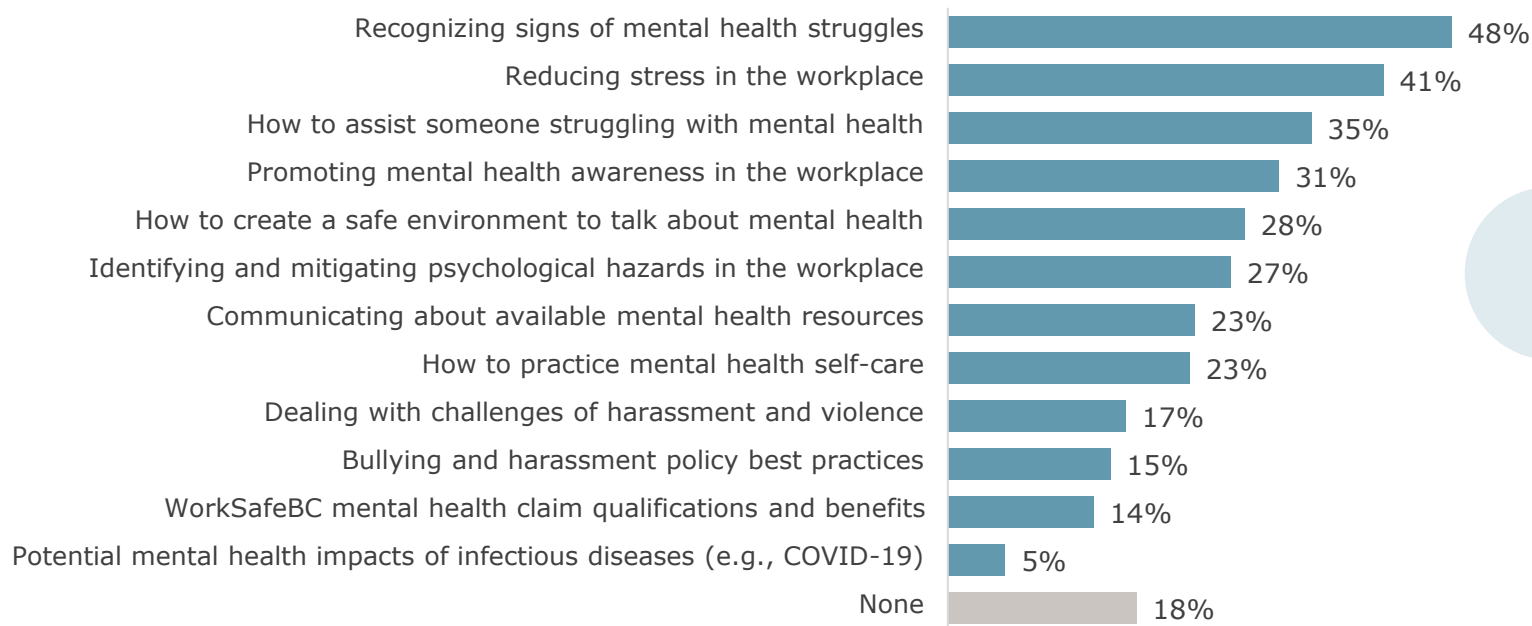 Recognizing signs of mental health struggles 48%
Reducing stress in the workplace 41%
How to assist someone struggling with mental health 35%
Promoting mental health awareness in the workplace 31%
How to create a safe environment to talk about mental health 28%
Identifying and mitigating psychological hazards in the workplace 27%
Communicating about available mental health resources 23%
How to practice mental health self-care 23%
Dealing with challenges of harassment and violence 17%
Bullying and harassment policy best practices 15%
WorkSafeBC mental health claim qualifications and benefits 14%
Potential mental health impacts of infectious diseases (e.g., COVID-19) 5%
None 18%